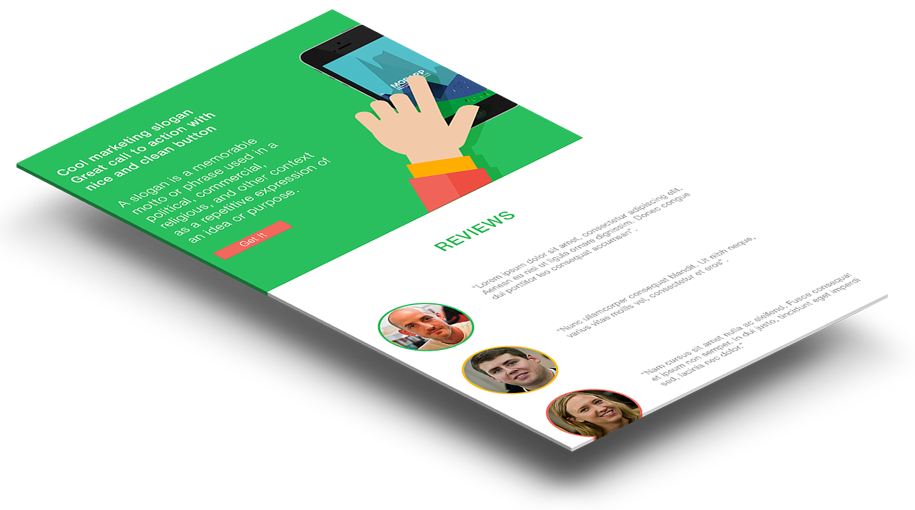 Cool marketing slogan
Great call to action with
nice and clean button
A slogan is a memorable
motto or phrase used in a
political, commercial,
religious, and other context
as a repetitive expression of
an idea or purpose.
Get It
REVIEWS
"Lorem ipsum dolor sit amet, consectetur adipiscing elit.
Aenean eu nisi ut ligula ornare dignissim. Donec congue
dui porttitor leo consequat accumsan" .
"Nunc ullamcorper consequat blandit. Ut nibh neque,
varius vitae mollis vel, consectetur et eros" .
"Nam cursus sit amet nulla ac eleifend. Fusce consequat
et ipsum non semper. In dui justo, tincidunt eget imperdi
sed, lacinia nec dolor."